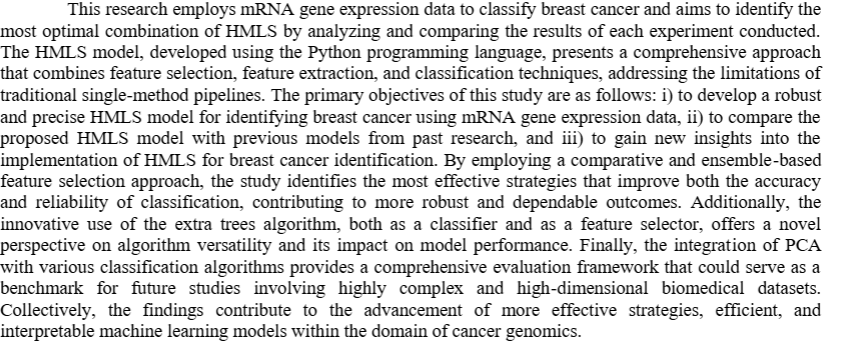 This research employs mRNA gene expression data to classify breast cancer and aims to identify the
most optimal combination of HMLS by analyzing and comparing the results of each experiment conducted.
The HMLS model, developed using the Python programming language, presents a comprehensive approach
that combines feature selection, feature extraction, and classification techniques, addressing the limitations of
traditional single-method pipelines. The primary objectives of this study are as follows: i) to develop a robust
and precise HMLS model for identifying breast cancer using mRNA gene expression data, ii) to compare the
proposed HMLS model with previous models from past research, and iii) to gain new insights into the
implementation of HMLS for breast cancer identification. By employing a comparative and ensemble-based
feature selection approach, the study identifies the most effective strategies that improve both the accuracy
and reliability of classification, contributing to more robust and dependable outcomes. Additionally, the
innovative use of the extra trees algorithm, both as a classifier and as a feature selector, offers a novel
perspective on algorithm versatility and its impact on model performance. Finally, the integration of PCA
with various classification algorithms provides a comprehensive evaluation framework that could serve as a
benchmark for future studies involving highly complex and high-dimensional biomedical datasets.
Collectively, the findings contribute to the advancement of more effective strategies, efficient, and
interpretable machine learning models within the domain of cancer genomics.